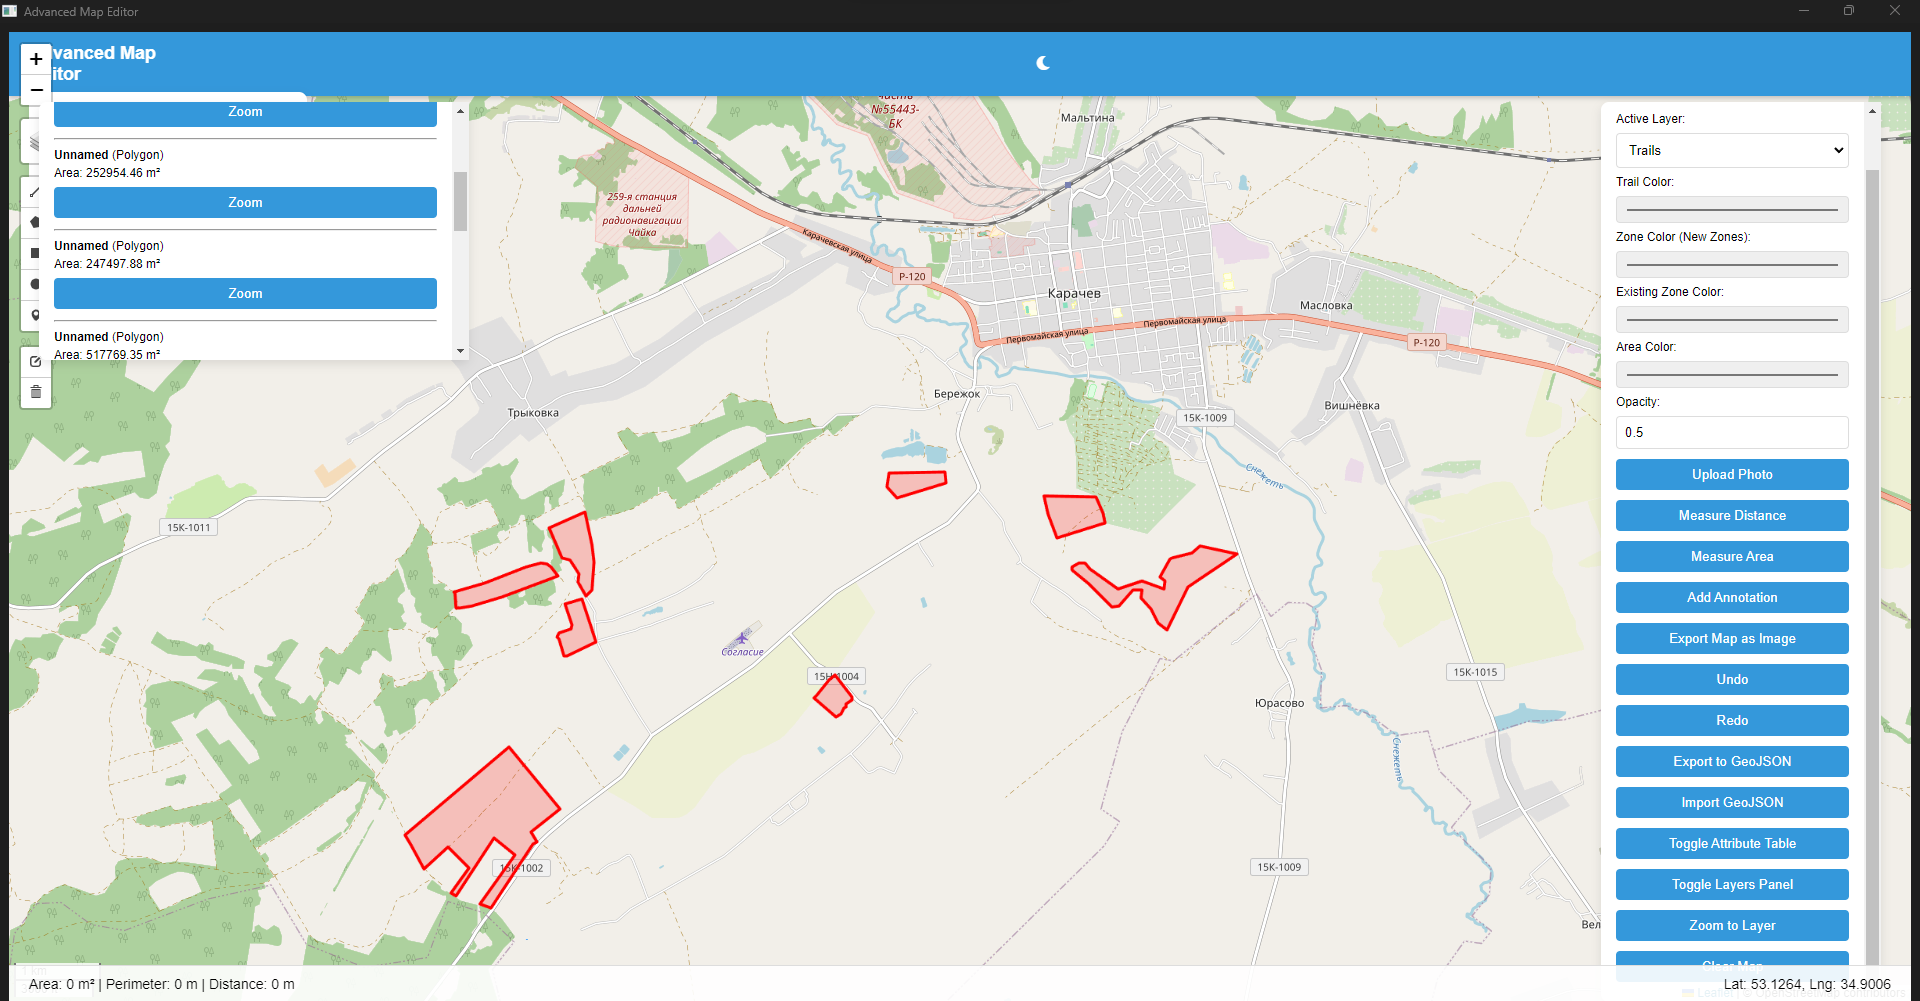 Advanced Map Editor
vanced Map
itor
Zoom
Unnamed (Polygon)
Area: 252954.46 m²
Zoom
Unnamed (Polygon)
Area: 247497.88 m²
Zoom
Unnamed (Polygon)
Area: 517769.35 m²
№55443-
БК
Мальтина
259-я станция
дальней
радионавигации
Чайка
Карачевская улица
Р-120
Карачев
Масловка
Первомайская улица
Первомайская улица
Р-120
Бережок
Трыковка
15К-1009
Вишнёвка
Снежеть
15К-1011
Согласие
15Н-1004
15К-1015
Юрасово
Снежеть
15К-1002
15К-1009
Вел
Active Layer:
Trails
Trail Color:
Zone Color (New Zones):
Existing Zone Color:
Area Color:
Opacity:
0.5
Upload Photo
Measure Distance
Measure Area
Add Annotation
Export Map as Image
Undo
Redo
Export to GeoJSON
Import GeoJSON
Toggle Attribute Table
Toggle Layers Panel
Zoom to Layer
Clear Map
1 km
Area: 0 m² | Perimeter: 0 m | Distance: 0 m
Lat: 53.1264, Lng: 34.9006